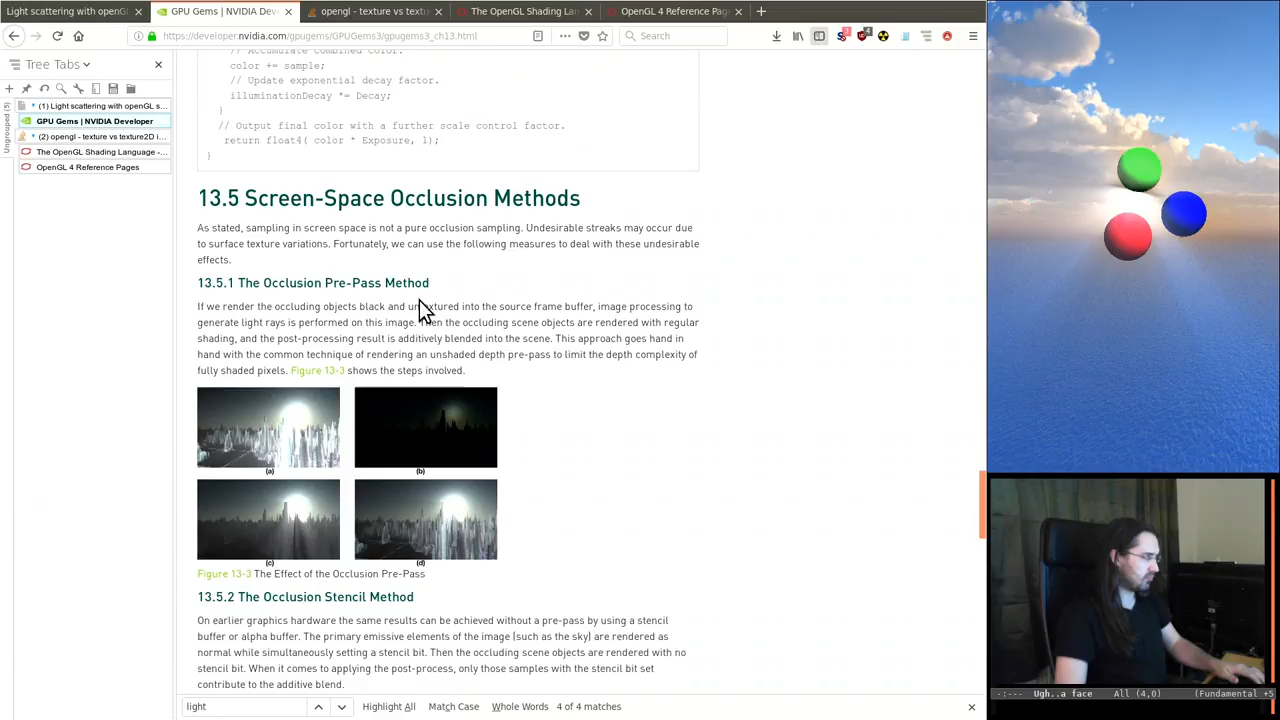 Light scattering with openG
GPU Gems | NVIDIA Dev
opengl - texture vs textu
The OpenGL Shading Lan
OpenGL 4 Reference Pages
https://developer.nvidia.com/gpugems/GPUGems3/gpugems3_ch13.html
Search
Tree Tabs
Ungrouped (5)
(1) Light scattering with openGL s...
GPU Gems | NVIDIA Developer
(2) opengl - texture vs texture2D i...
The OpenGL Shading Language -...
OpenGL 4 Reference Pages
// Accumulate combined color.
color += sample;
// Update exponential decay factor.
illuminationDecay *= Decay;
}
// Output final color with a further scale control factor.
return float4( color * Exposure, 1);
}
13.5 Screen-Space Occlusion Methods
As stated, sampling in screen space is not a pure occlusion sampling. Undesirable streaks may occur due
to surface texture variations. Fortunately, we can use the following measures to deal with these undesirable
effects.
13.5.1 The Occlusion Pre-Pass Method
If we render the occluding objects black and untextured into the source frame buffer, image processing to
generate light rays is performed on this image. Then the occluding scene objects are rendered with regular
shading, and the post-processing result is additively blended into the scene. This approach goes hand in
hand with the common technique of rendering an unshaded depth pre-pass to limit the depth complexity of
fully shaded pixels. Figure 13-3 shows the steps involved.
(a) (b)
(c) (d)
Figure 13-3 The Effect of the Occlusion Pre-Pass
13.5.2 The Occlusion Stencil Method
On earlier graphics hardware the same results can be achieved without a pre-pass by using a stencil
buffer or alpha buffer. The primary emissive elements of the image (such as the sky) are rendered as
normal while simultaneously setting a stencil bit. Then the occluding scene objects are rendered with no
stencil bit. When it comes to applying the post-process, only those samples with the stencil bit set
contribute to the additive blend.
light
Highlight All Match Case Whole Words 4 of 4 matches
-:--- Ugh..a face All (4,0) (Fundamental +5